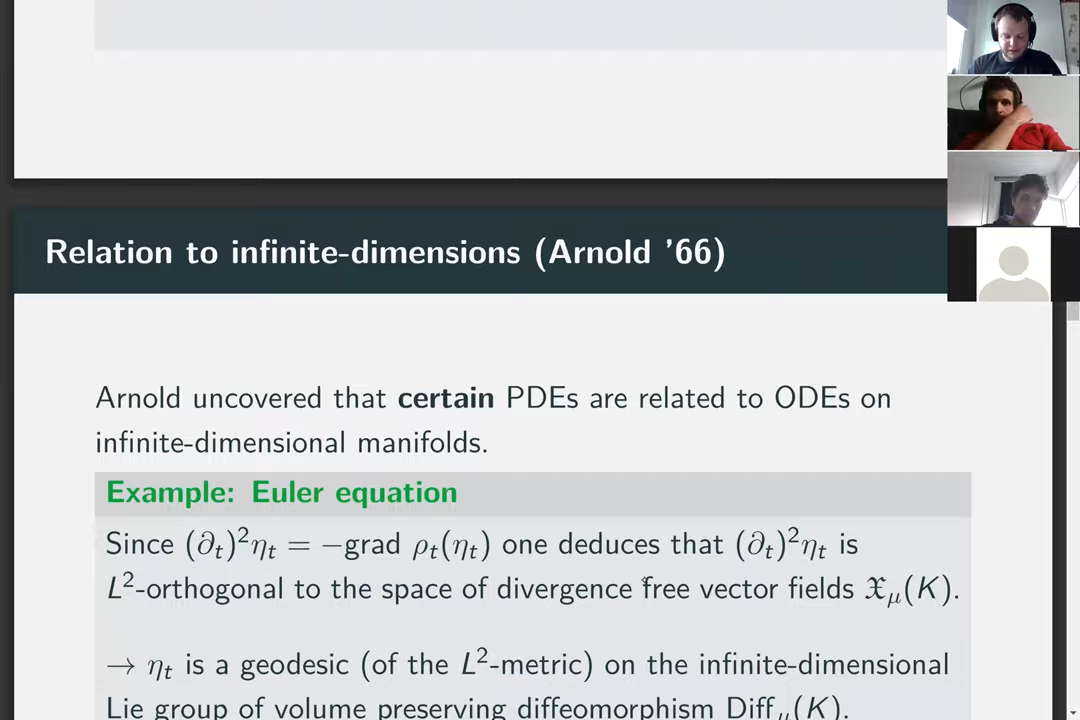 Relation to infinite-dimensions (Arnold ’66)
Arnold uncovered that certain PDEs are related to ODEs on
infinite-dimensional manifolds.
Example: Euler equation
Since (∂ₜ)²ηₜ = −grad ρₜ(ηₜ) one deduces that (∂ₜ)²ηₜ is
L²-orthogonal to the space of divergence free vector fields 𝔛μ(K).
→ ηₜ is a geodesic (of the L²-metric) on the infinite-dimensional
Lie group of volume preserving diffeomorphism Diffμ(K).